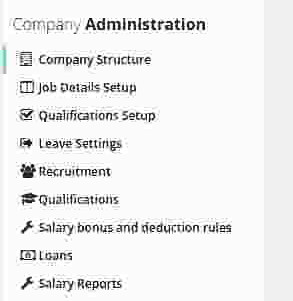 Company Administration
Company Structure
Job Details Setup
Qualifications Setup
Leave Settings
Recruitment
Qualifications
Salary bonus and deduction rules
Loans
Salary Reports